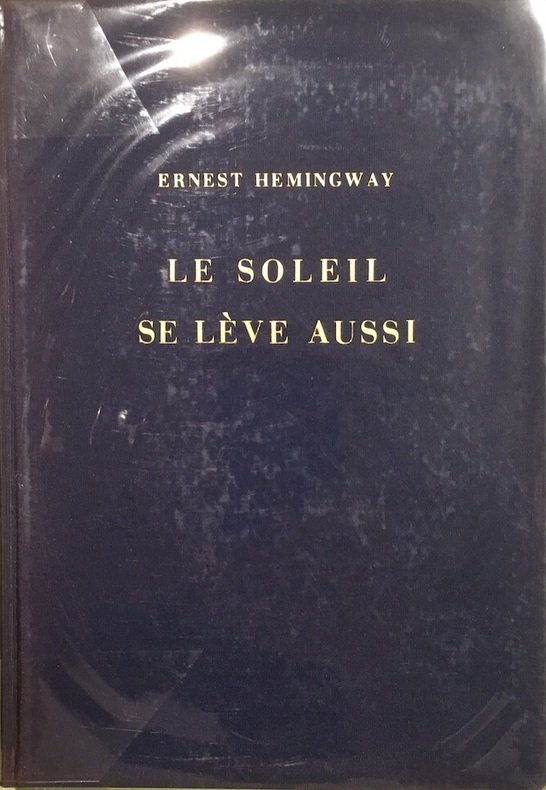 ERNEST HEMINGWAY
LE SOLEIL
SE LÈVE AUSSI